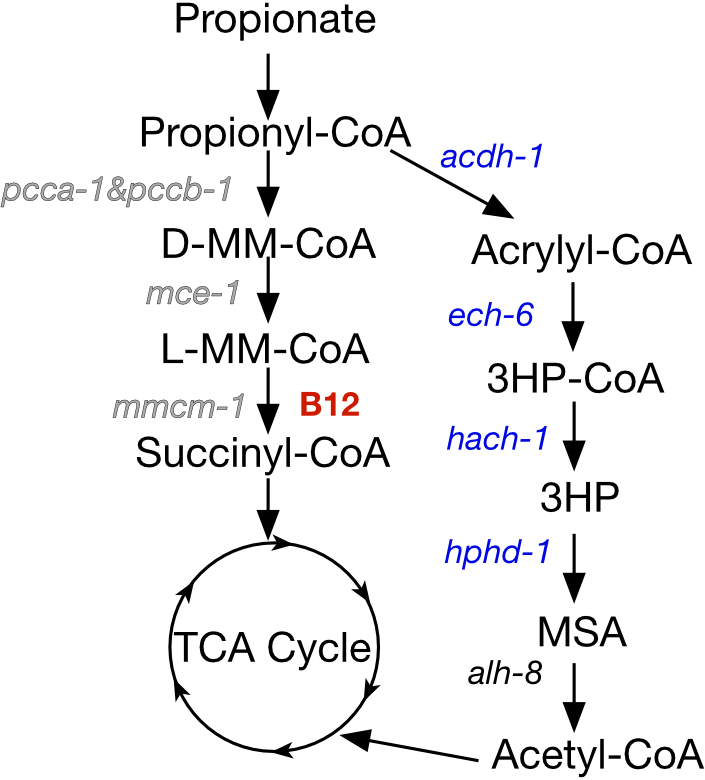 Propionate
Propionyl-CoA
acdh-1
pcca-1&pccb-1
D-MM-CoA
Acrylyl-CoA
mce-1
ech-6
L-MM-CoA
3HP-CoA
mmcm-1
B12
hach-1
Succinyl-CoA
3HP
hphd-1
MSA
TCA Cycle
alh-8
Acetyl-CoA